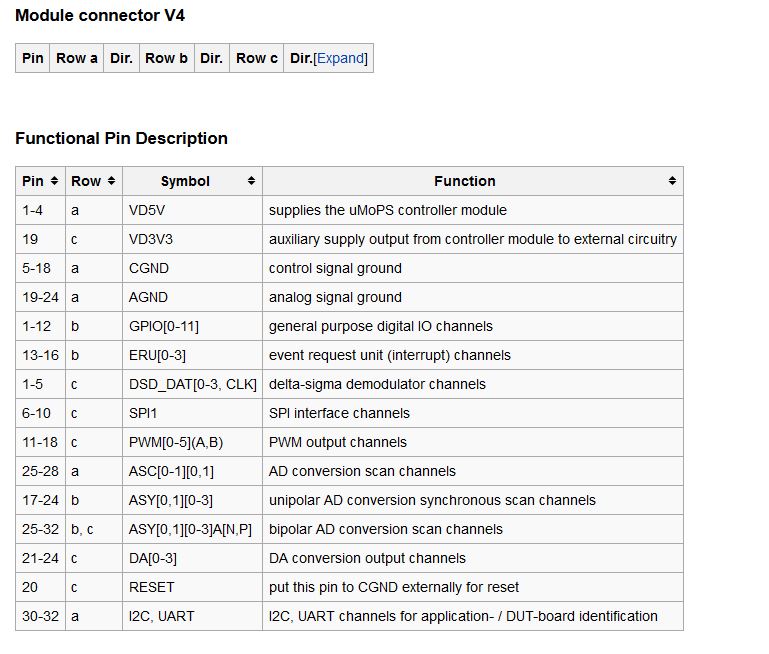 Module connector V4
Pin Row a Dir. Row b Dir. Row c Dir.[Expand]
Functional Pin Description
Pin Row Symbol Function
1-4 a VD5V supplies the uMoPS controller module
19 c VD3V3 auxiliary supply output from controller module to external circuitry
5-18 a CGND control signal ground
19-24 a AGND analog signal ground
1-12 b GPIO[0-11] general purpose digital IO channels
13-16 b ERU[0-3] event request unit (interrupt) channels
1-5 c DSD_DAT[0-3, CLK] delta-sigma demodulator channels
6-10 c SPI1 SPI interface channels
11-18 c PWM[0-5](A,B) PWM output channels
25-28 a ASC[0-1][0,1] AD conversion scan channels
17-24 b ASY[0,1][0-3] unipolar AD conversion synchronous scan channels
25-32 b, c ASY[0,1][0-3]A[N,P] bipolar AD conversion scan channels
21-24 c DA[0-3] DA conversion output channels
20 c RESET put this pin to CGND externally for reset
30-32 a I2C, UART I2C, UART channels for application- / DUT-board identification